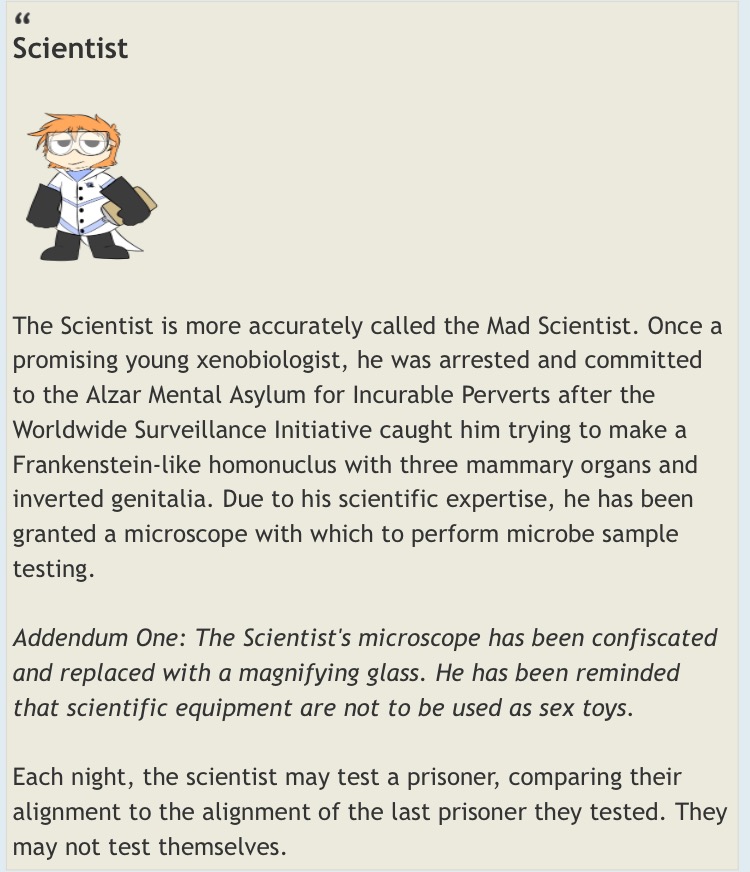 “
Scientist
The Scientist is more accurately called the Mad Scientist. Once a
promising young xenobiologist, he was arrested and committed
to the Alzar Mental Asylum for Incurable Perverts after the
Worldwide Surveillance Initiative caught him trying to make a
Frankenstein-like homonuclus with three mammary organs and
inverted genitalia. Due to his scientific expertise, he has been
granted a microscope with which to perform microbe sample
testing.
Addendum One: The Scientist's microscope has been confiscated
and replaced with a magnifying glass. He has been reminded
that scientific equipment are not to be used as sex toys.
Each night, the scientist may test a prisoner, comparing their
alignment to the alignment of the last prisoner they tested. They
may not test themselves.